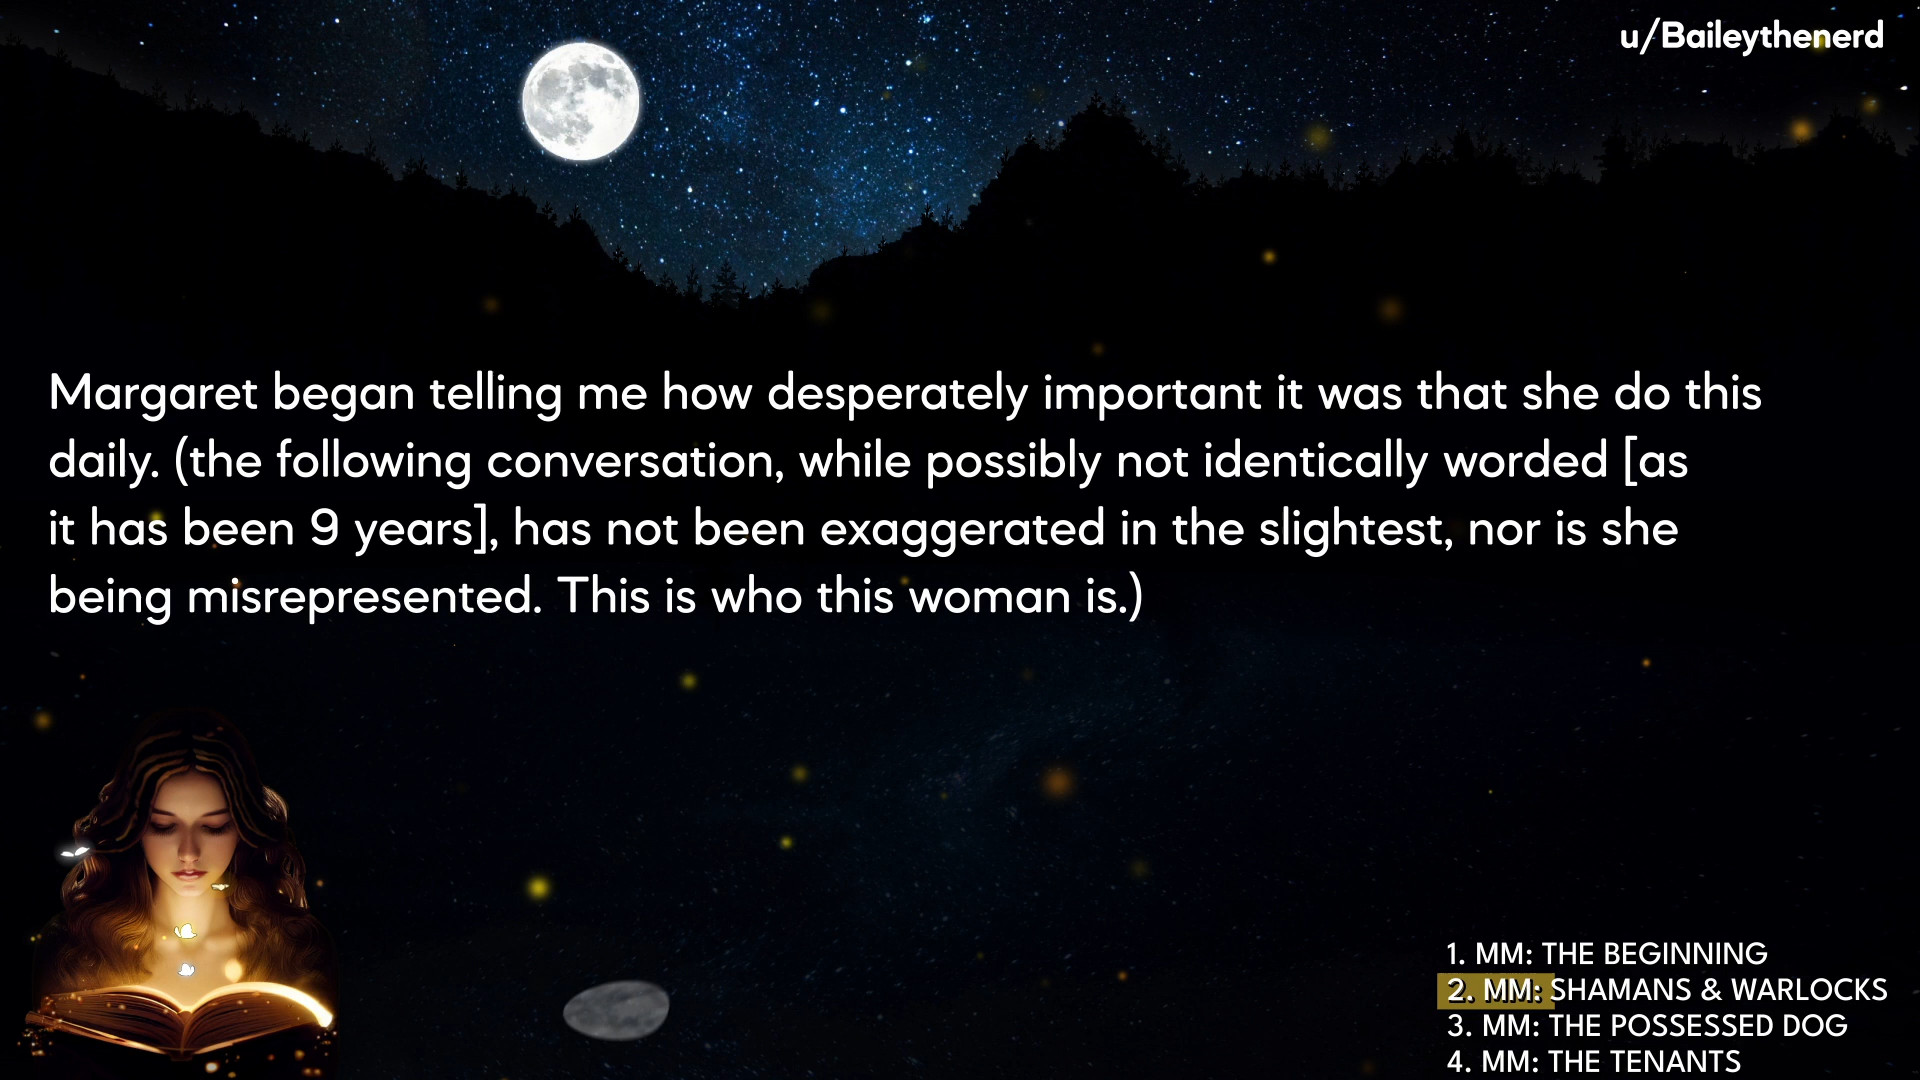 u/Baileythenerd
Margaret began telling me how desperately important it was that she do this
daily. (the following conversation, while possibly not identically worded [as
it has been 9 years], has not been exaggerated in the slightest, nor is she
being misrepresented. This is who this woman is.)
1. MM: THE BEGINNING
2. MM: SHAMANS & WARLOCKS
3. MM: THE POSSESSED DOG
4. MM: THE TENANTS